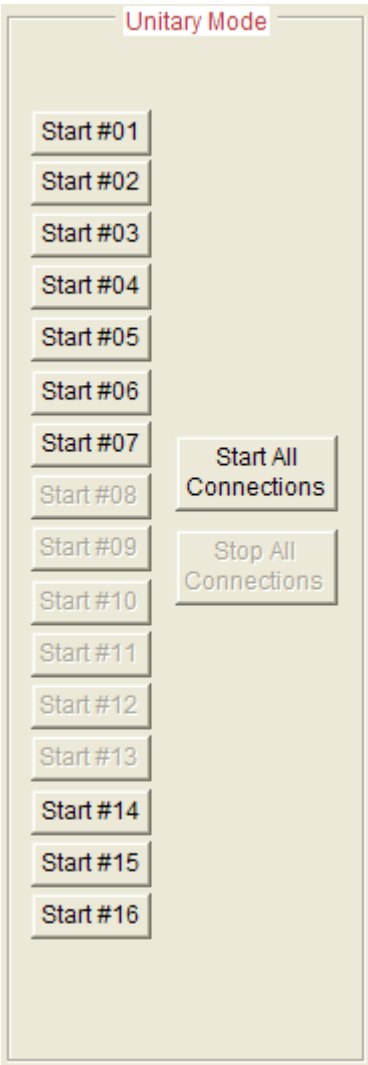 Unitary Mode
Start #01
Start #02
Start #03
Start #04
Start #05
Start #06
Start #07
Start #08
Start #09
Start #10
Start #11
Start #12
Start #13
Start #14
Start #15
Start #16
Start All
Connections
Stop All
Connections